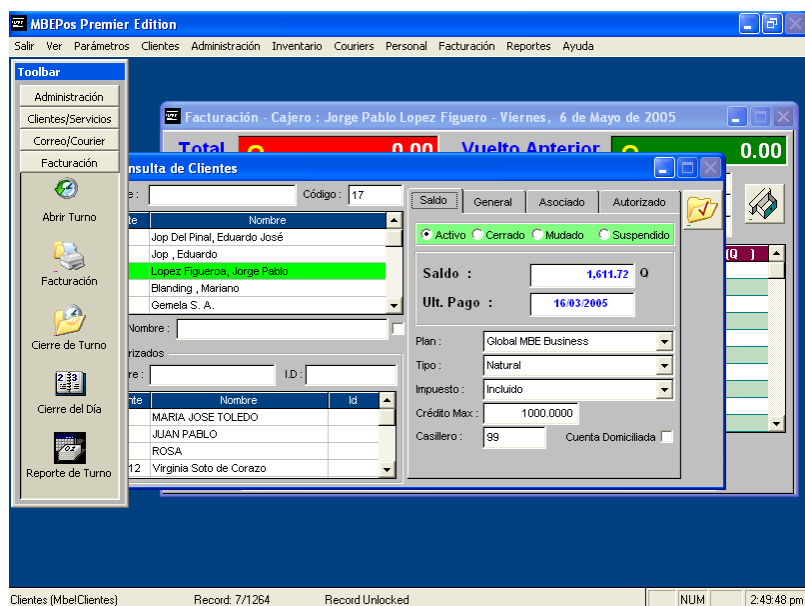 MBEPos Premier Edition
Salir Ver Parámetros Clientes Administración Inventario Couriers Personal Facturación Reportes Ayuda
Toolbar
Administración
Clientes/Servicios
Correo/Courier
Facturación
Abrir Turno
Facturación
Cierre de Turno
Cierre del Día
Reporte de Turno
Facturación - Cajero : Jorge Pablo Lopez Figuero - Viernes, 6 de Mayo de 2005
Total Q 0.00 Vuelto Anterior Q 0.00
(Q )
nsulta de Clientes
e : Código : 17
te Nombre
Jop Del Pinal, Eduardo José
Jop , Eduardo
Lopez Figueroa, Jorge Pablo
Blanding , Mariano
Gemela S. A.
Nombre :
rizados
re : I.D :
nte Nombre Id
MARIA JOSE TOLEDO
JUAN PABLO
ROSA
12 Virginia Soto de Corazo
Saldo General Asociado Autorizado
Activo Cerrado Mudado Suspendido
Saldo : 1,611.72 Q
Ult. Pago : 16/03/2005
Plan : Global MBE Business
Tipo : Natural
Impuesto : Incluido
Crédito Max : 1000.0000
Casillero : 99 Cuenta Domiciliada
Clientes (Mbe!Clientes) Record: 7/1264 Record Unlocked NUM 2:49:48 pm